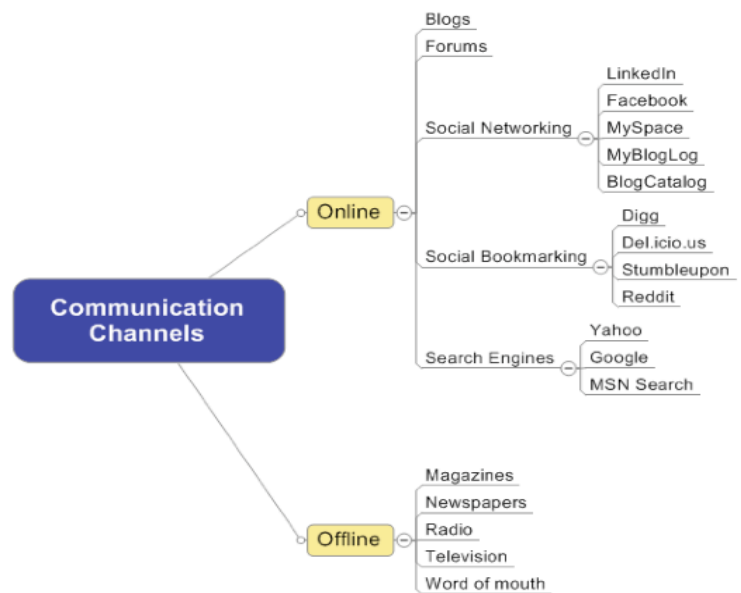 Blogs
Forums
LinkedIn
Facebook
Social Networking
MySpace
MyBlogLog
BlogCatalog
Online
Digg
Del.icio.us
Social Bookmarking
Stumbleupon
Reddit
Communication
Channels
Yahoo
Search Engines
Google
MSN Search
Magazines
Newspapers
Radio
Offline
Television
Word of mouth